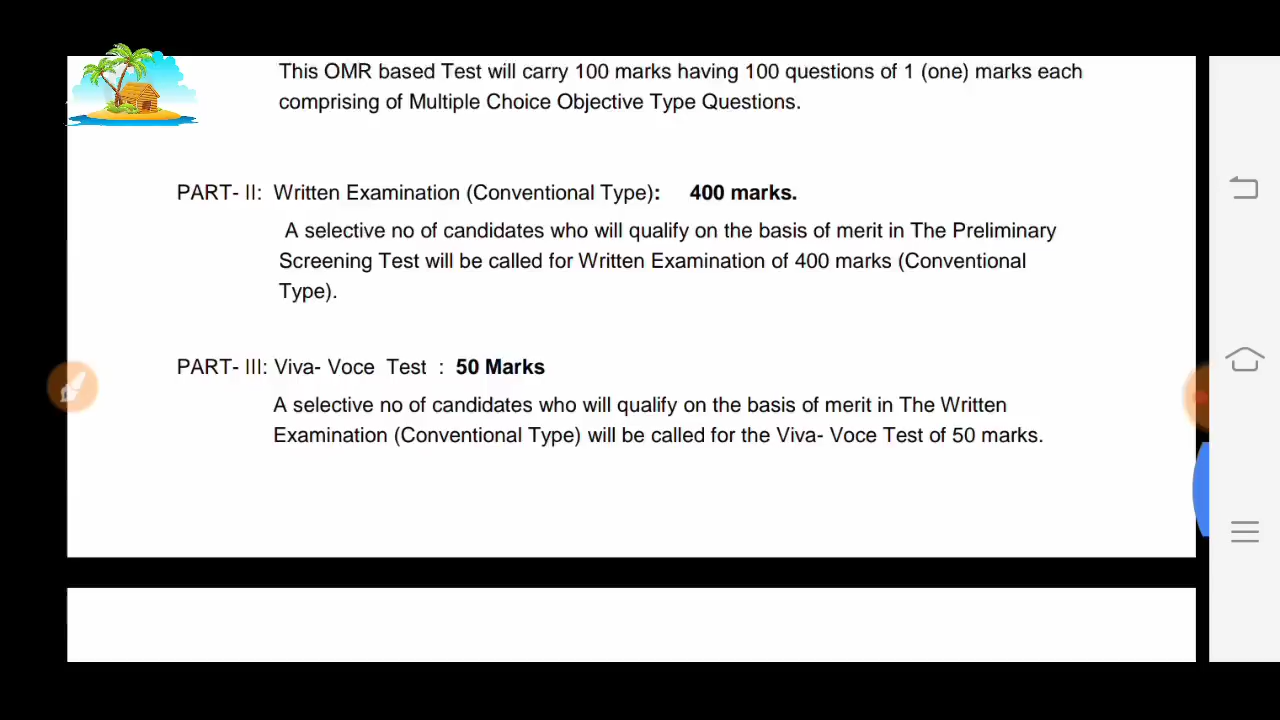 This OMR based Test will carry 100 marks having 100 questions of 1 (one) marks each
comprising of Multiple Choice Objective Type Questions.
PART- II: Written Examination (Conventional Type): 400 marks.
A selective no of candidates who will qualify on the basis of merit in The Preliminary
Screening Test will be called for Written Examination of 400 marks (Conventional
Type).
PART- III: Viva- Voce Test : 50 Marks
A selective no of candidates who will qualify on the basis of merit in The Written
Examination (Conventional Type) will be called for the Viva- Voce Test of 50 marks.